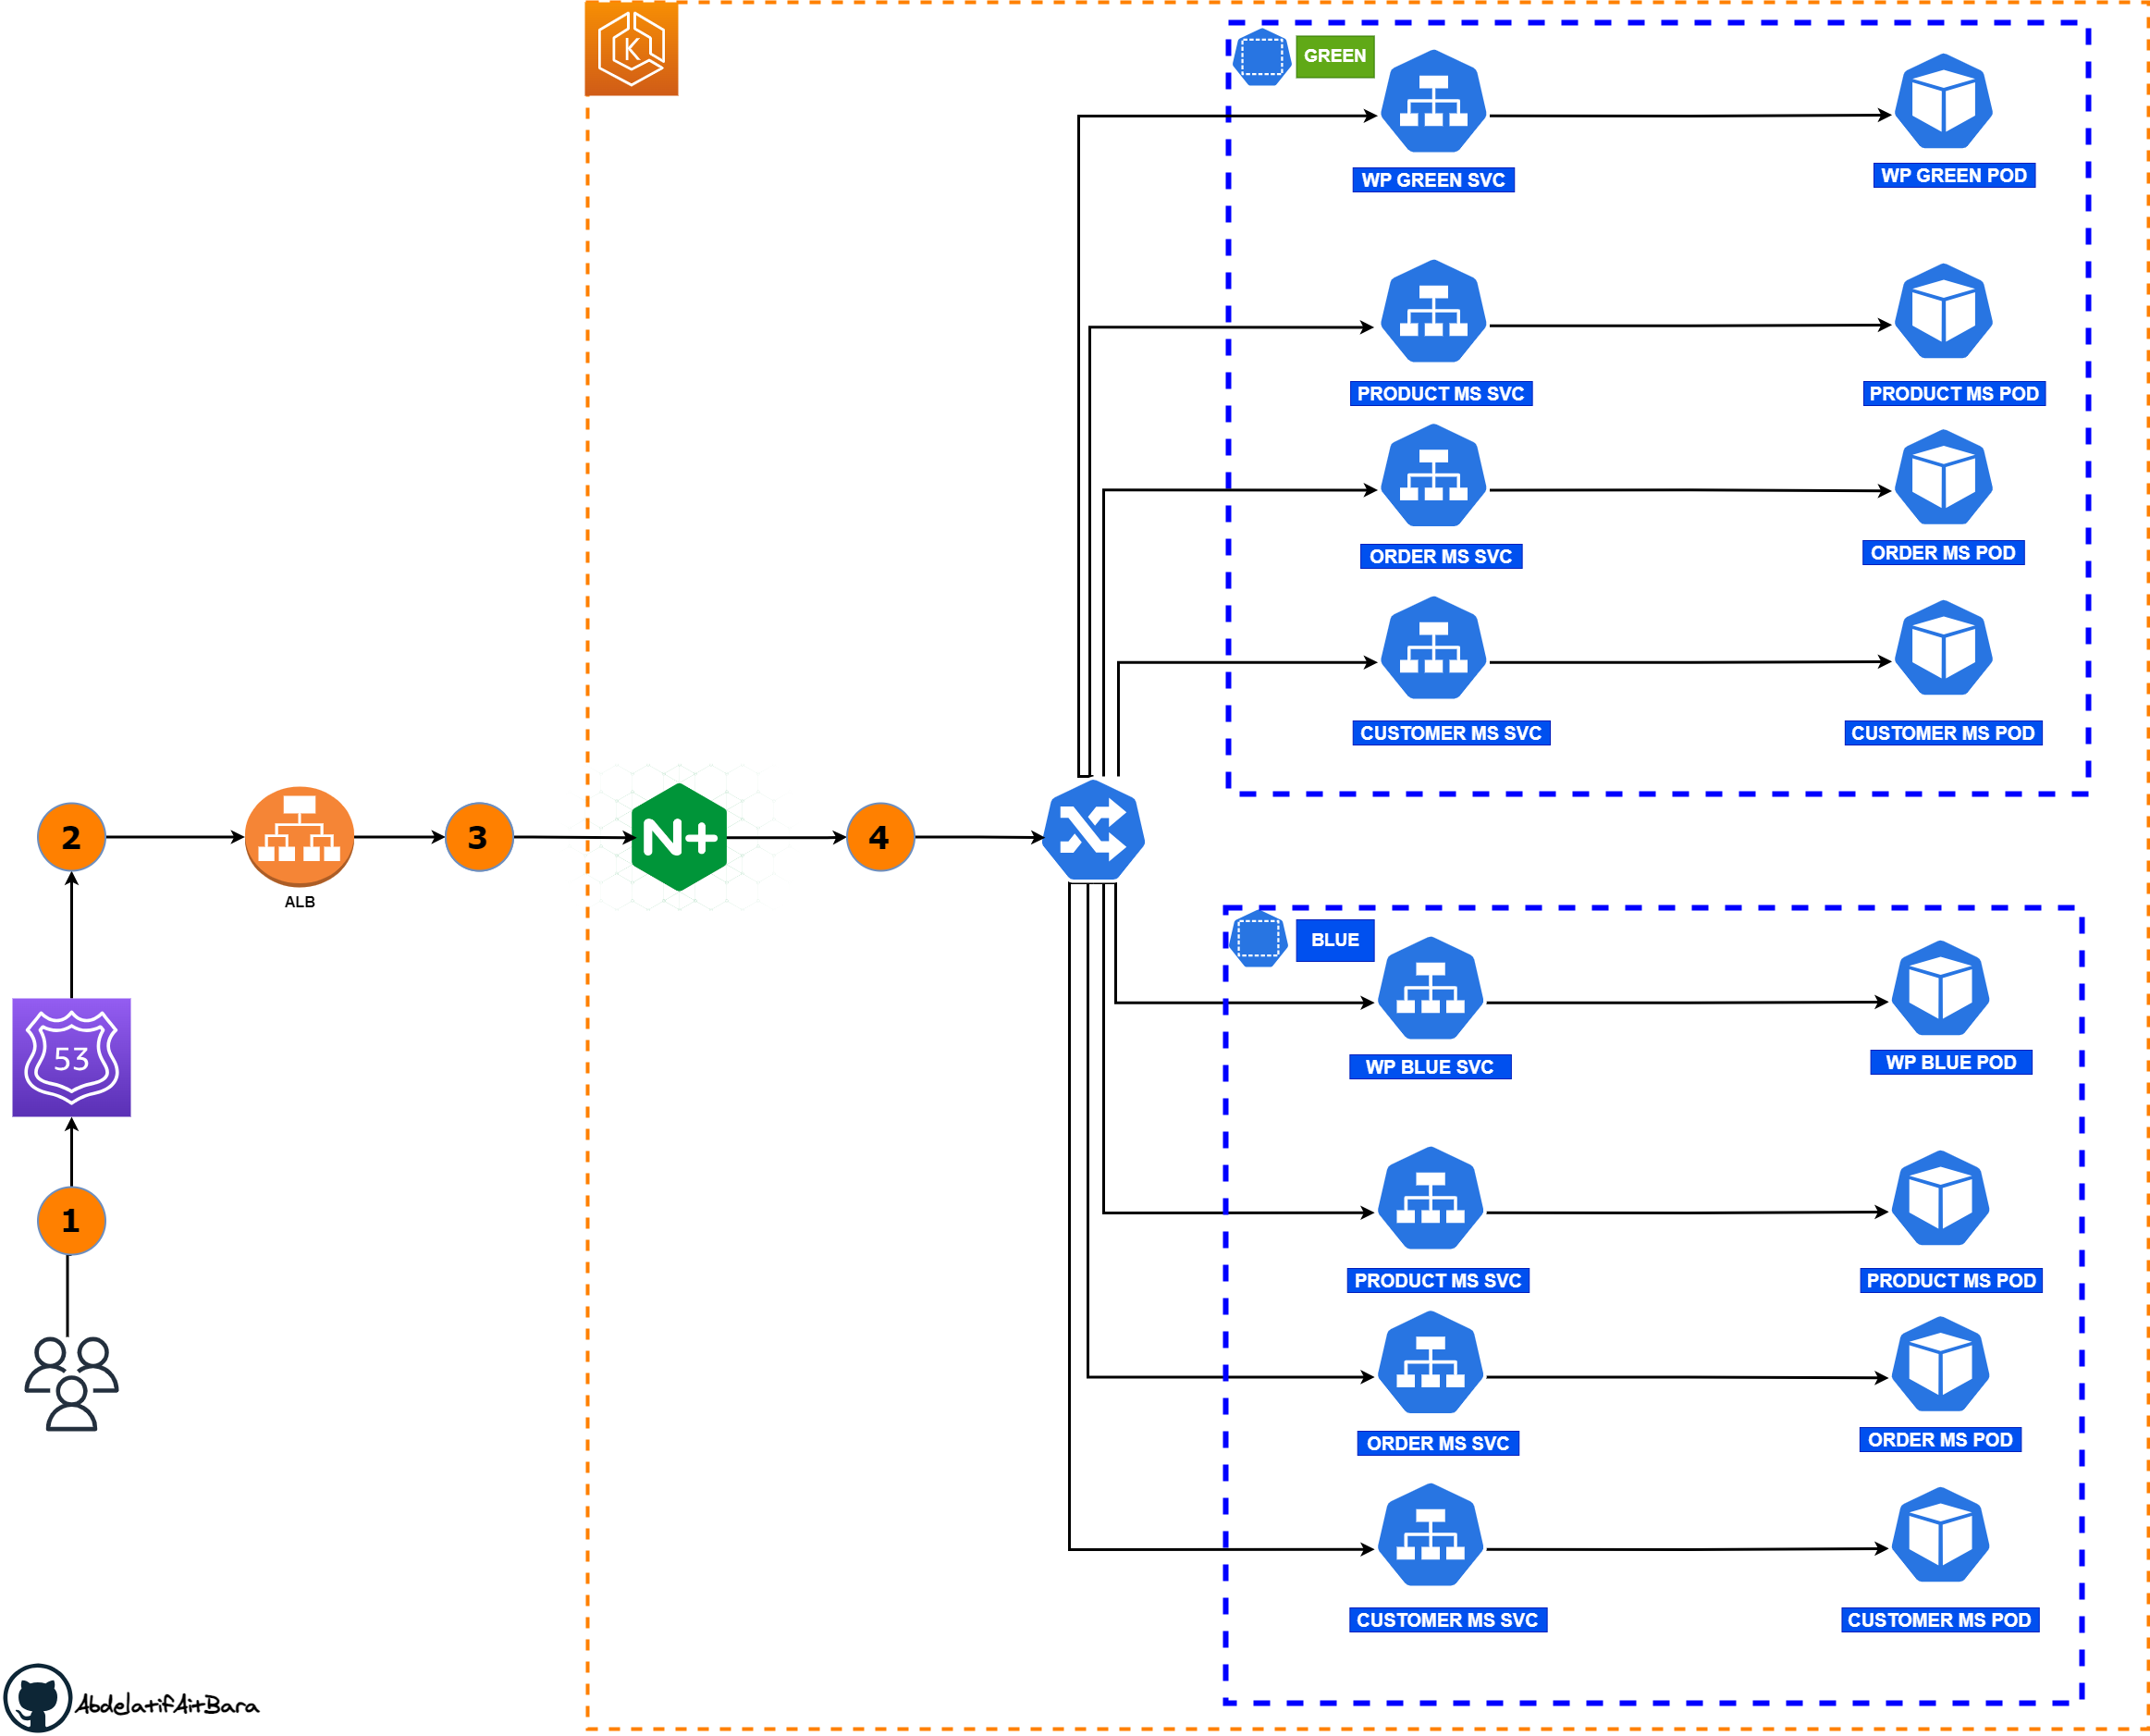 K
GREEN
WP GREEN SVC
WP GREEN POD
PRODUCT MS SVC
PRODUCT MS POD
ORDER MS SVC
ORDER MS POD
CUSTOMER MS SVC
CUSTOMER MS POD
2
ALB
3
N+
4
BLUE
WP BLUE SVC
WP BLUE POD
53
1
PRODUCT MS SVC
PRODUCT MS POD
ORDER MS SVC
ORDER MS POD
CUSTOMER MS SVC
CUSTOMER MS POD
AbdelatifAitBara